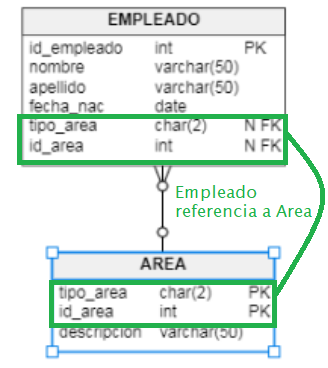 EMPLEADO
id_empleado int PK
nombre varchar(50)
apellido varchar(50)
fecha_nac date
tipo_area char(2) N FK
id_area int N FK
Empleado
referencia a Area
AREA
tipo_area char(2) PK
id_area int PK
descripcion varchar(50)